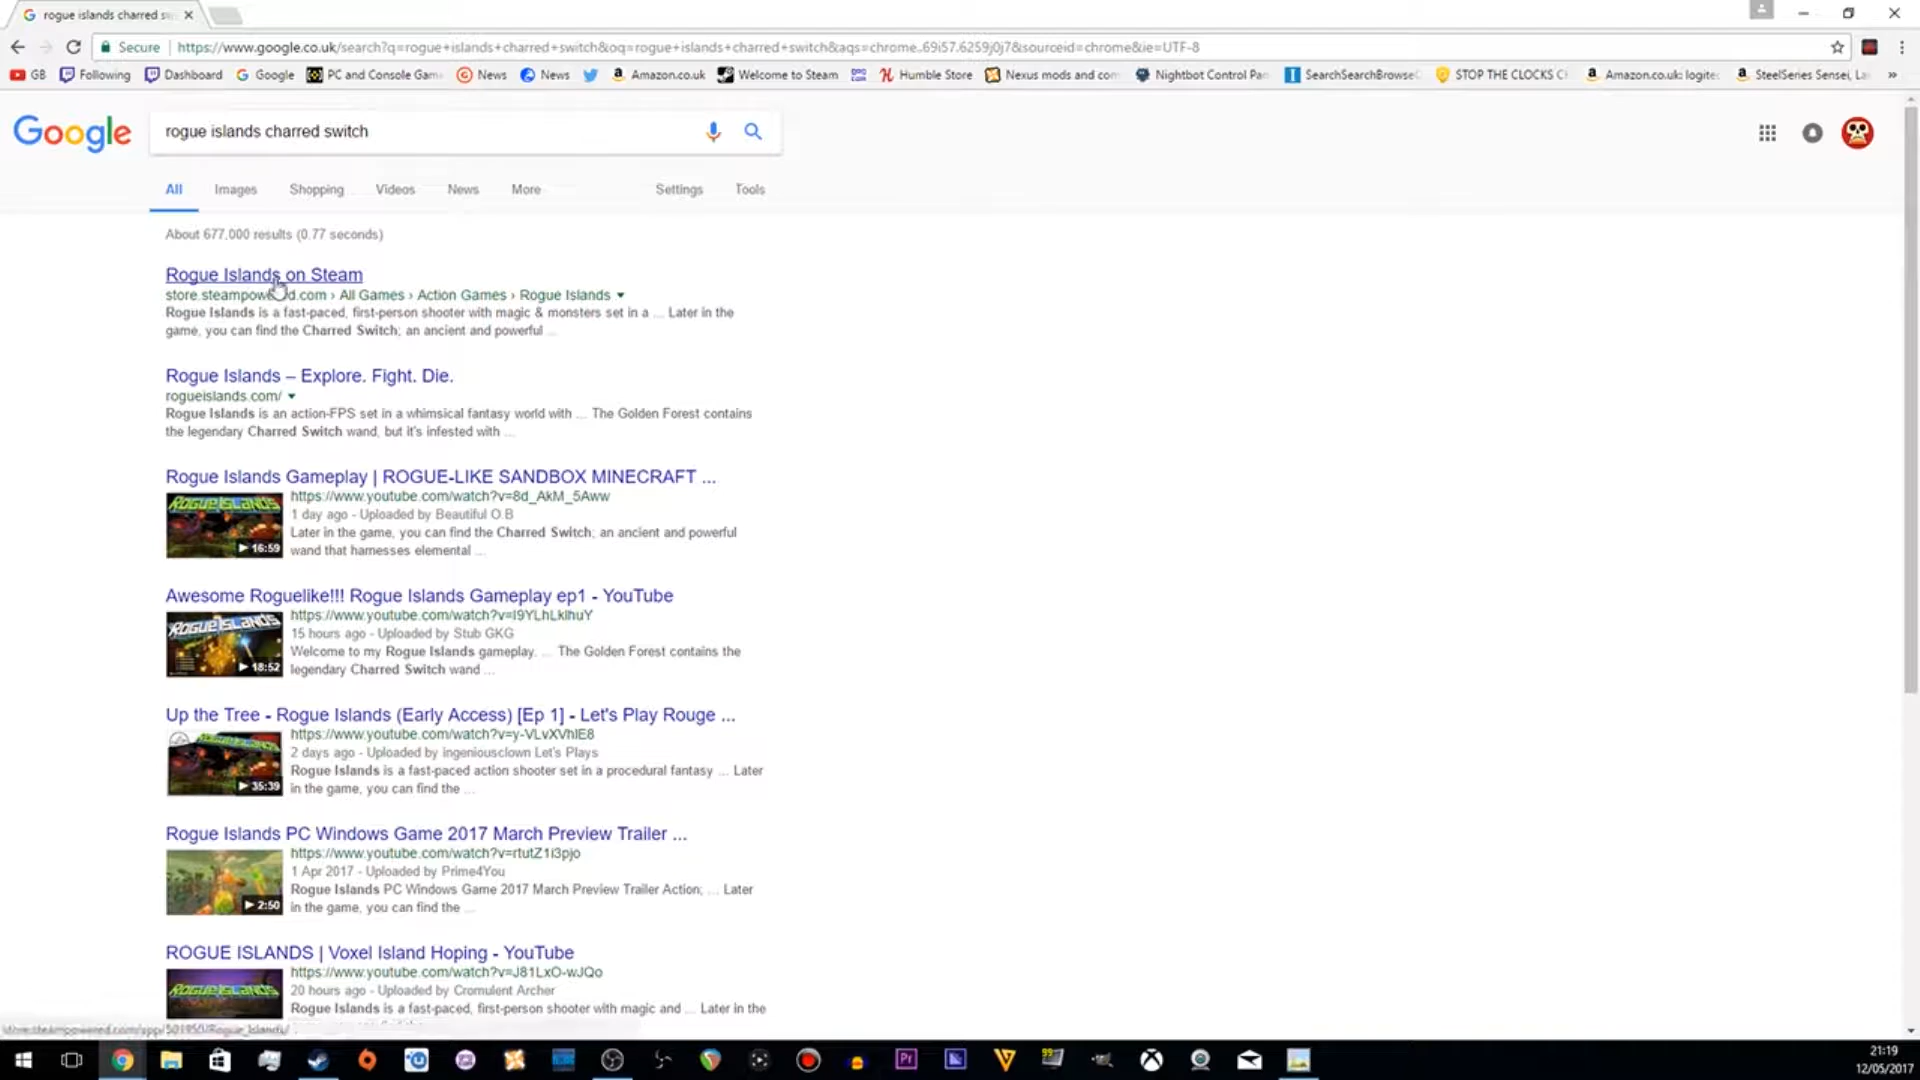 rogue islands charred s
Secure https://www.google.co.uk/search?q=rogue+islands+charred+switch&oq=rogue+islands+charred+switch&aqs=chrome..69i57.6259j0j7&sourceid=chrome&ie=UTF-8
GB Following Dashboard Google PC and Console Gam News News Amazon.co.uk Welcome to Steam Humble Store Nexus mods and com Nightbot Control Pa SearchSearchBrowse STOP THE CLOCKS C Amazon.co.uk: logite SteelSeries Sensei, La »
Google rogue islands charred switch
All Images Shopping Videos News More Settings Tools
About 677,000 results (0.77 seconds)
Rogue Islands on Steam
store.steampowered.com › All Games › Action Games › Rogue Islands
Rogue Islands is a fast-paced, first-person shooter with magic & monsters set in a ... Later in the
game, you can find the Charred Switch; an ancient and powerful ...
Rogue Islands – Explore. Fight. Die.
rogueislands.com/
Rogue Islands is an action-FPS set in a whimsical fantasy world with ... The Golden Forest contains
the legendary Charred Switch wand, but it's infested with ...
Rogue Islands Gameplay | ROGUE-LIKE SANDBOX MINECRAFT ...
https://www.youtube.com/watch?v=8d_AkM_5Aww
1 day ago - Uploaded by Beautiful O.B
Later in the game, you can find the Charred Switch; an ancient and powerful
wand that harnesses elemental ...
ROGUE ISLANDS
16:59
Awesome Roguelike!!! Rogue Islands Gameplay ep1 - YouTube
https://www.youtube.com/watch?v=I9YLhLklhuY
15 hours ago - Uploaded by Stub GKG
Welcome to my Rogue Islands gameplay. ... The Golden Forest contains the
legendary Charred Switch wand ...
ROGUE ISLANDS
18:52
Up the Tree - Rogue Islands (Early Access) [Ep 1] - Let's Play Rouge ...
https://www.youtube.com/watch?v=y-VLvXVhlE8
2 days ago - Uploaded by ingeniousclown Let's Plays
Rogue Islands is a fast-paced action shooter set in a procedural fantasy ... Later
in the game, you can find the ...
35:39
Rogue Islands PC Windows Game 2017 March Preview Trailer ...
https://www.youtube.com/watch?v=rtutZ1i3pjo
1 Apr 2017 - Uploaded by Prime4You
Rogue Islands PC Windows Game 2017 March Preview Trailer Action; ... Later
in the game, you can find the ...
2:50
ROGUE ISLANDS | Voxel Island Hoping - YouTube
https://www.youtube.com/watch?v=J81LxO-wJQo
20 hours ago - Uploaded by Cromulent Archer
Rogue Islands is a fast-paced, first-person shooter with magic and ... Later in the
ROGUE ISLANDS
Pr
99
21:19
12/05/2017